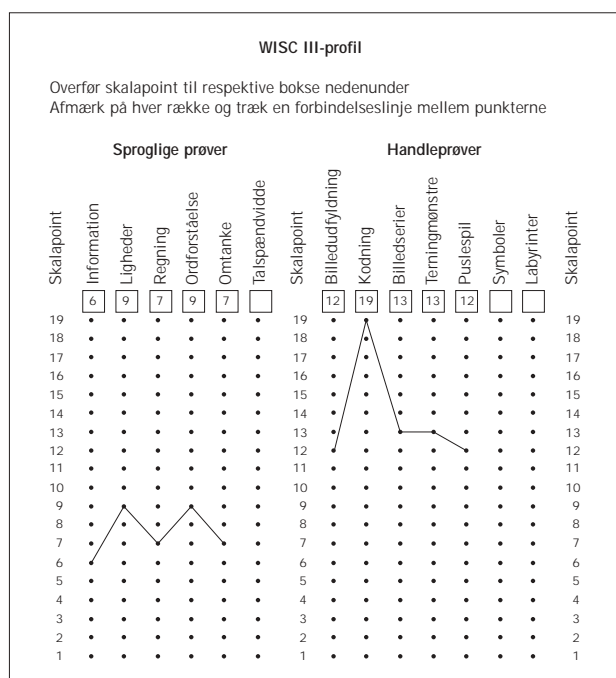 WISC III-profil
Overfør skalapoint til respektive bokse nedenunder
Afmærk på hver række og træk en forbindelseslinje mellem punkterne
Sproglige prøver Handleprøver
Skalapoint Information Ligheder Regning Ordforståelse Omtanke Talspændvidde Skalapoint Billedudfyldning Kodning Billedserier Terningmønstre Puslespil Symboler Labyrinter Skalapoint
6 9 7 9 7 12 19 13 13 12
19 19 19
18 18 18
17 17 17
16 16 16
15 15 15
14 14 14
13 13 13
12 12 12
11 11 11
10 10 10
9 9 9
8 8 8
7 7 7
6 6 6
5 5 5
4 4 4
3 3 3
2 2 2
1 1 1